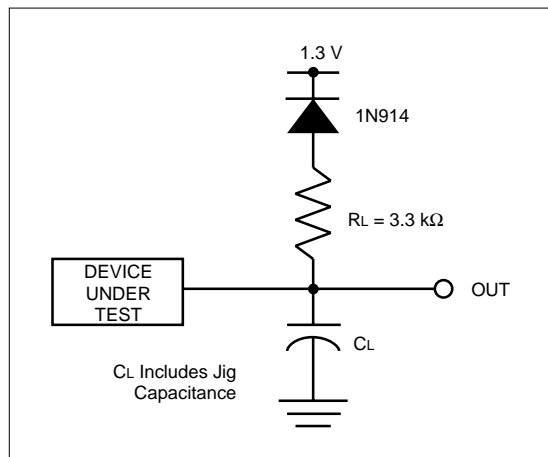 1.3 V
1N914
RL = 3.3 kΩ
DEVICE
UNDER
TEST
OUT
CL
CL Includes Jig
Capacitance